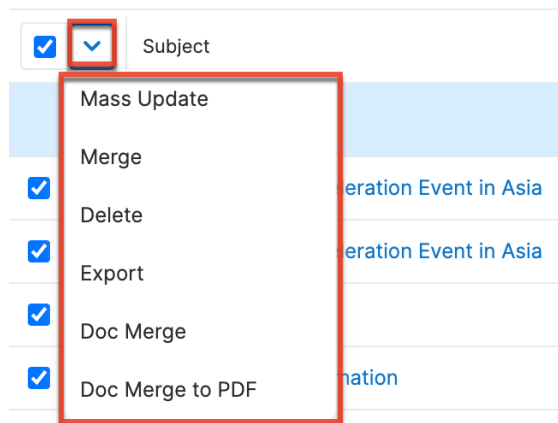 Subject
Mass Update
Merge
eration Event in Asia
Delete
eration Event in Asia
Export
Doc Merge
Doc Merge to PDF